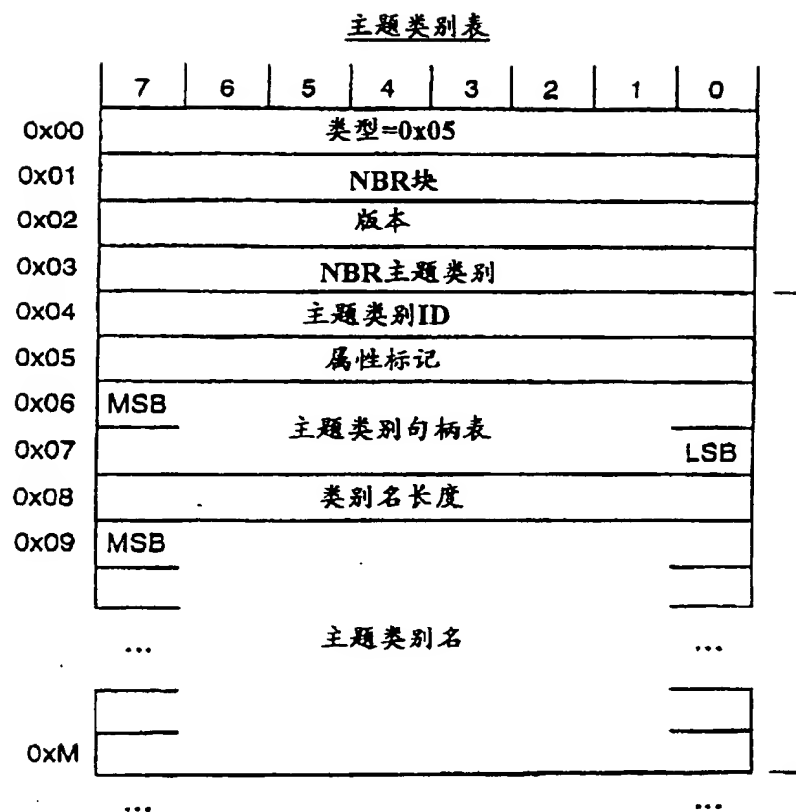 主题类别表
7 6 5 4 3 2 1 0
0x00 类型=0x05
0x01 NBR块
0x02 版本
0x03 NBR主题类别
0x04 主题类别ID
0x05 属性标记
0x06 MSB
主题类别句柄表
0x07 LSB
0x08 类别名长度
0x09 MSB
... 主题类别名 ...
0xM
... ...